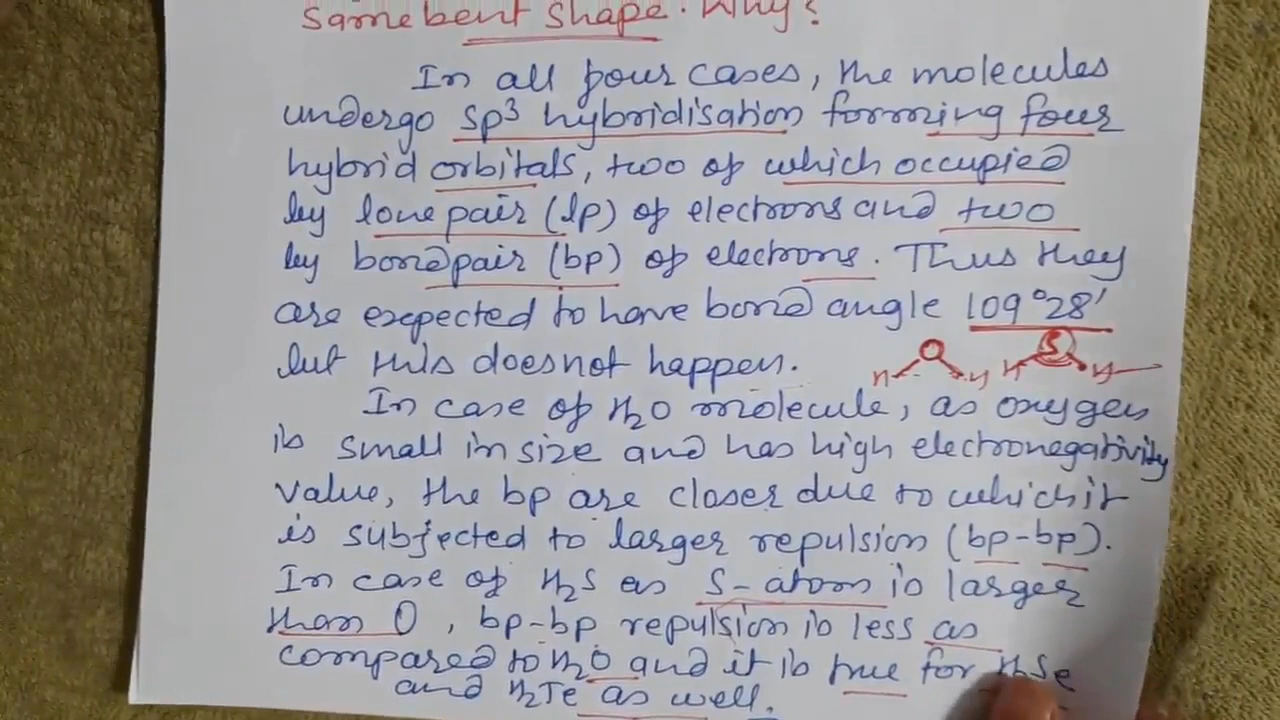 same bent shape. Why?
In all four cases, the molecules
undergo sp³ hybridisation forming four
hybrid orbitals, two of which occupied
by lone pair (lp) of electrons and two
by bond pair (bp) of electrons. Thus they
are expected to have bond angle 109°28'
but this doesnot happen.
O
H H
S
H H
In case of H₂O molecule, as oxygen
is small in size and has high electronegativity
value, the bp are closer due to which it
is subjected to larger repulsion (bp-bp).
In case of H₂S as S-atom is larger
than O, bp-bp repulsion is less as
compared to H₂O and it is true for H₂Se
and H₂Te as well.